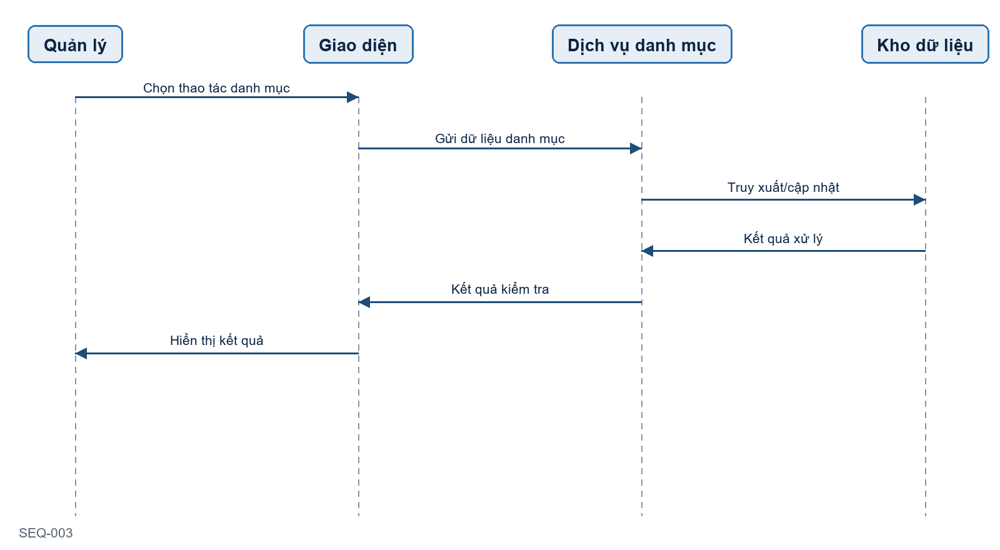 Quản lý
Giao diện
Dịch vụ danh mục
Kho dữ liệu
Chọn thao tác danh mục
Gửi dữ liệu danh mục
Truy xuất/cập nhật
Kết quả xử lý
Kết quả kiểm tra
Hiển thị kết quả
SEQ-003